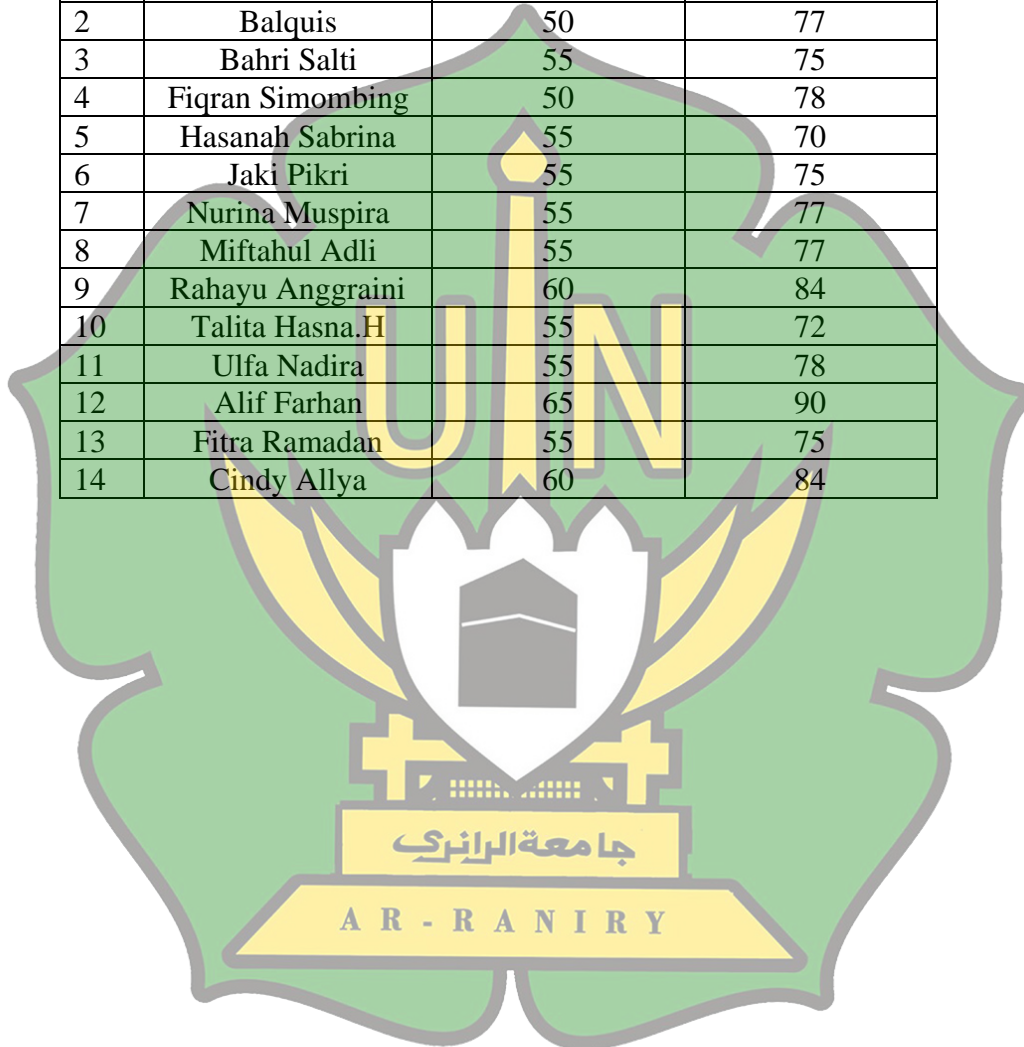 2 Balquis 50 77
3 Bahri Salti 55 75
4 Fiqran Simombing 50 78
5 Hasanah Sabrina 55 70
6 Jaki Pikri 55 75
7 Nurina Muspira 55 77
8 Miftahul Adli 55 77
9 Rahayu Anggraini 60 84
10 Talita Hasna.H 55 72
11 Ulfa Nadira 55 78
12 Alif Farhan 65 90
13 Fitra Ramadan 55 75
14 Cindy Allya 60 84
UIN
جامعةالرانري
AR-RANIRY